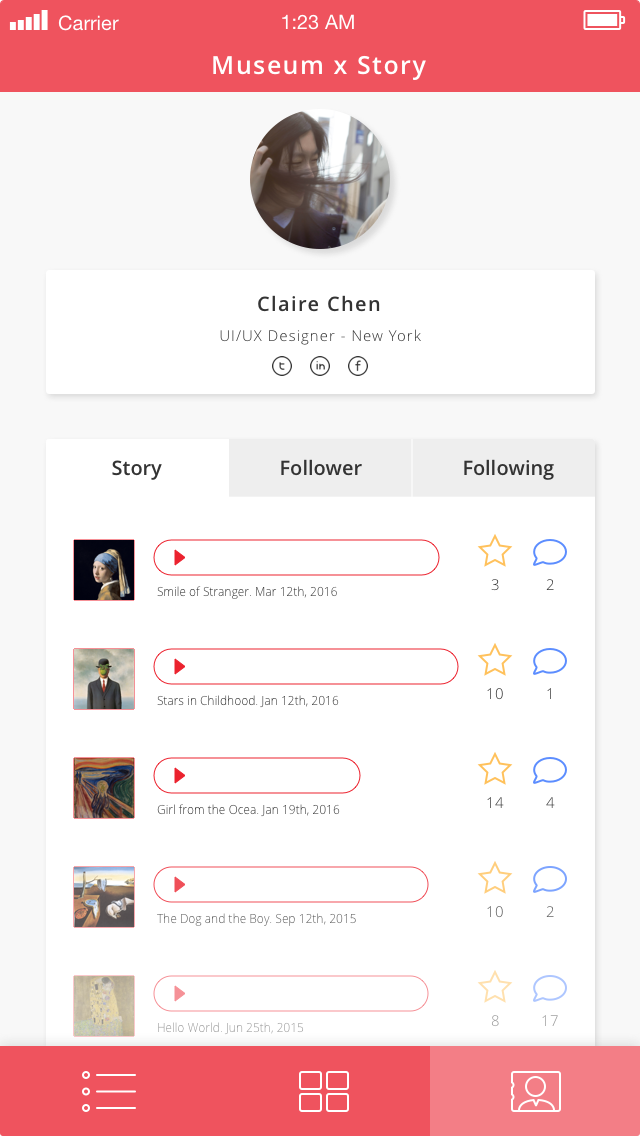 Carrier 1:23 AM
Museum x Story
Claire Chen
UI/UX Designer - New York
t in f
Story Follower Following
3 2
Smile of Stranger. Mar 12th, 2016
10 1
Stars in Childhood. Jan 12th, 2016
14 4
Girl from the Ocea. Jan 19th, 2016
10 2
The Dog and the Boy. Sep 12th, 2015
8 17
Hello World. Jun 25th, 2015